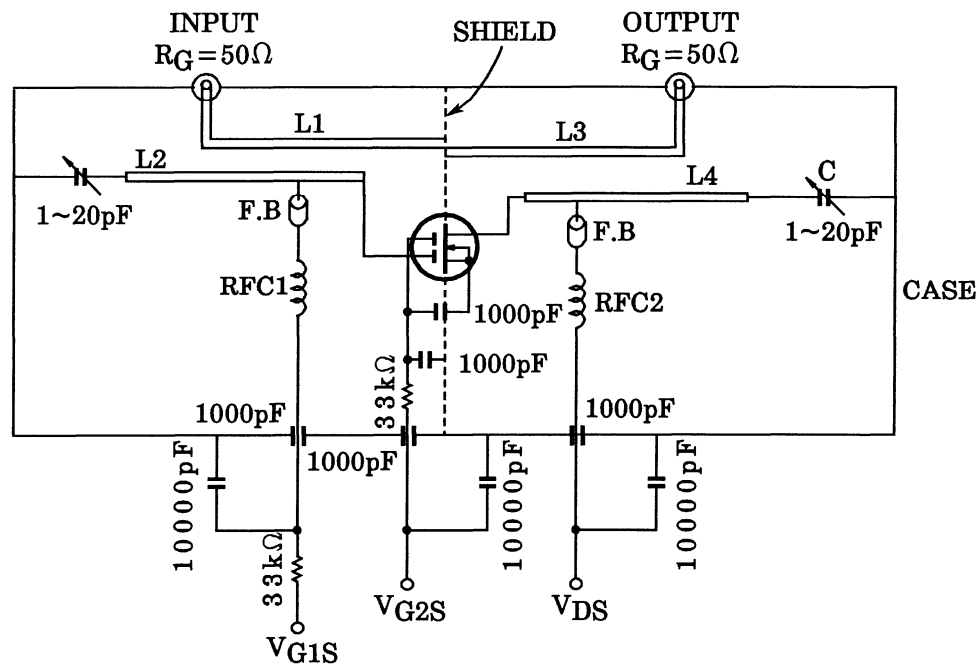 INPUT
R_G=50Ω
SHIELD
OUTPUT
R_G=50Ω
L1
L3
L2
L4
C
1~20pF
F.B
F.B
1~20pF
RFC1
RFC2
CASE
1000pF
1000pF
33kΩ
1000pF
1000pF
1000pF
10000pF
10000pF
10000pF
33kΩ
V_G2S
V_DS
V_G1S